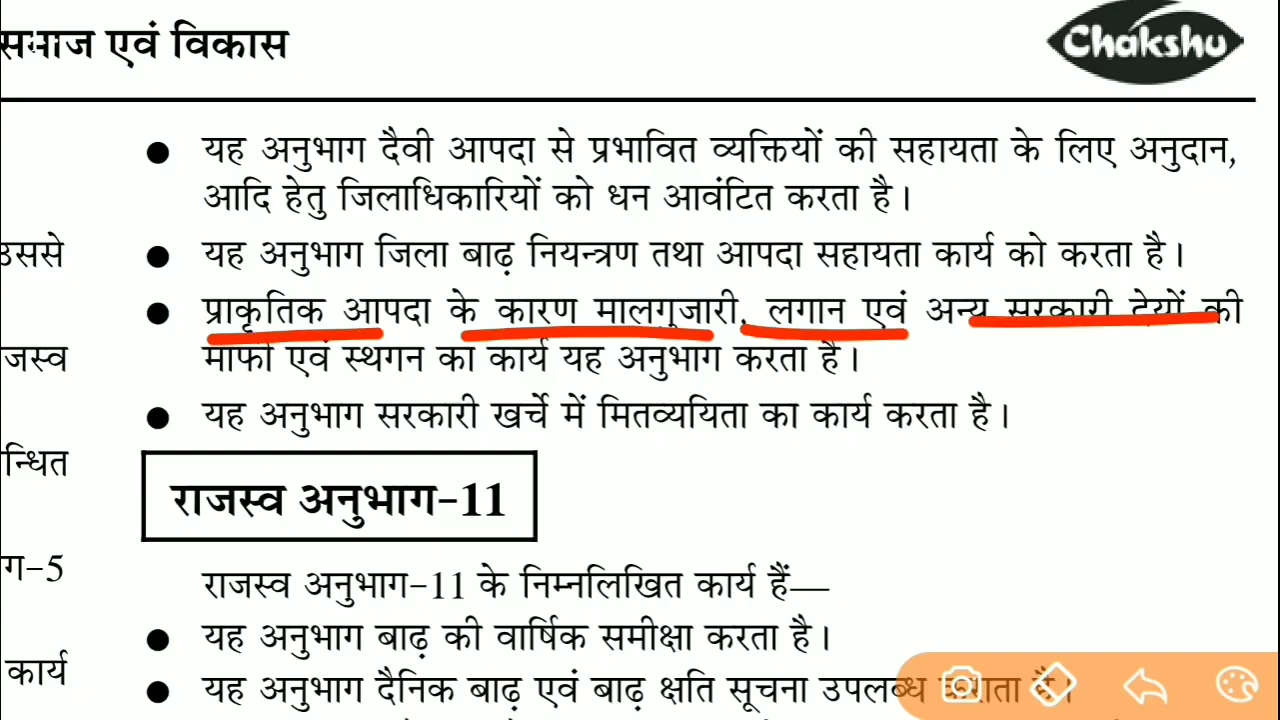 समाज एवं विकास
Chakshu
यह अनुभाग दैवी आपदा से प्रभावित व्यक्तियों की सहायता के लिए अनुदान,
आदि हेतु जिलाधिकारियों को धन आवंटित करता है।
उससे
यह अनुभाग जिला बाढ़ नियन्त्रण तथा आपदा सहायता कार्य को करता है।
प्राकृतिक आपदा के कारण मालगुजारी, लगान एवं अन्य सरकारी देयों की
जस्व
माफी एवं स्थगन का कार्य यह अनुभाग करता है।
यह अनुभाग सरकारी खर्चे में मितव्ययिता का कार्य करता है।
न्धित
राजस्व अनुभाग-11
ग-5
राजस्व अनुभाग-11 के निम्नलिखित कार्य हैं—
यह अनुभाग बाढ़ की वार्षिक समीक्षा करता है।
कार्य
यह अनुभाग दैनिक बाढ़ एवं बाढ़ क्षति सूचना उपलब्ध कराता है।